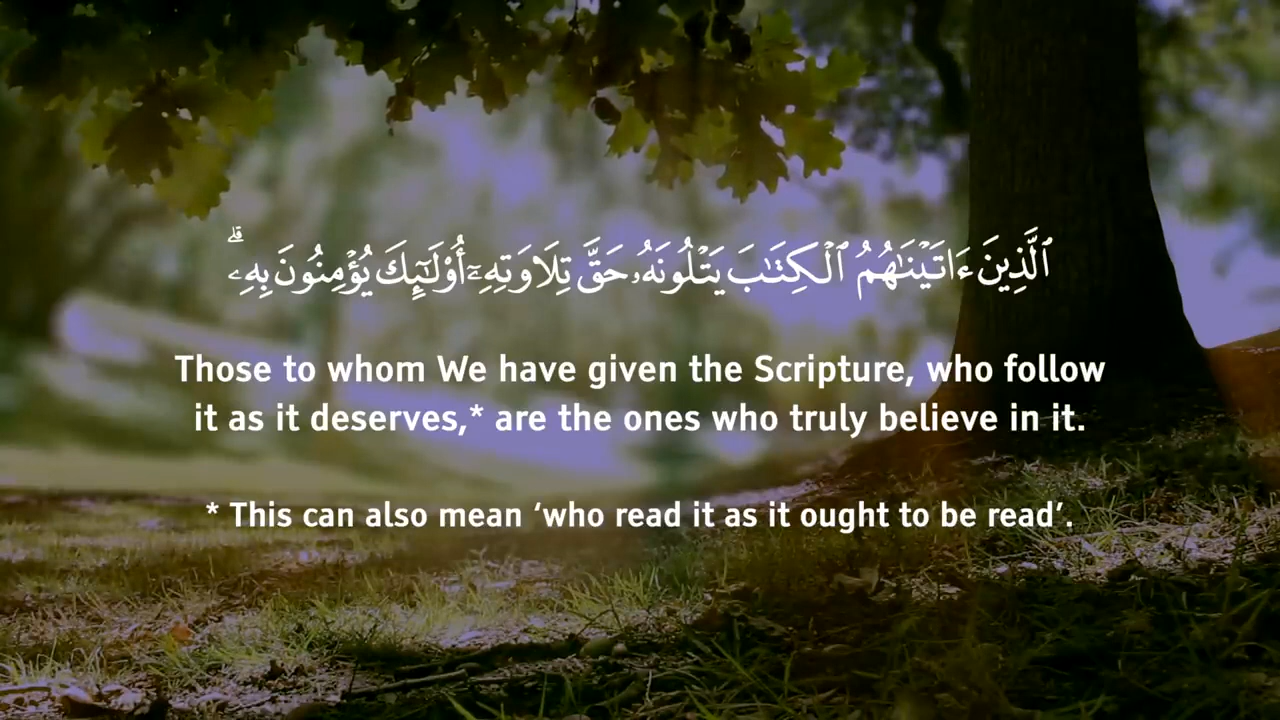 ٱلَّذِينَ ءَاتَيْنَـٰهُمُ ٱلْكِتَـٰبَ يَتْلُونَهُۥ حَقَّ تِلَاوَتِهِۦٓ أُو۟لَـٰٓئِكَ يُؤْمِنُونَ بِهِۦ ۗ
Those to whom We have given the Scripture, who follow
it as it deserves,* are the ones who truly believe in it.
* This can also mean ‘who read it as it ought to be read’.